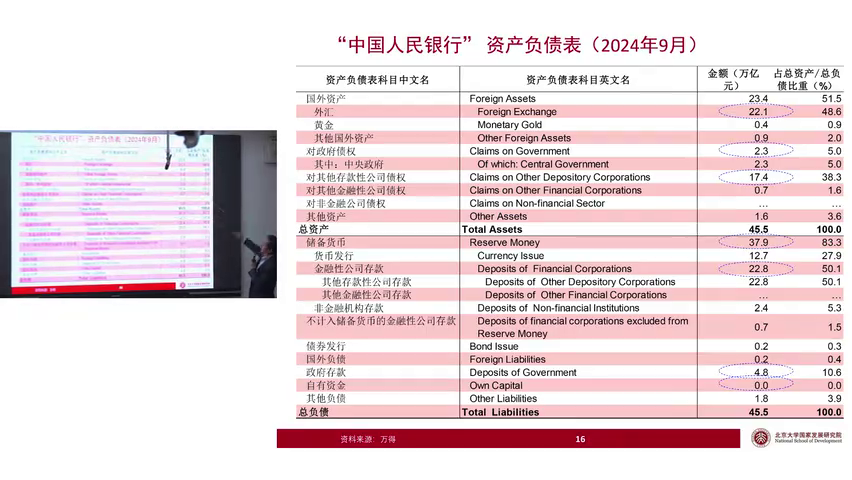 “中国人民银行” 资产负债表（2024年9月）
资产负债表科目中文名 资产负债表科目英文名 金额（万亿元） 占总资产/总负债比重（%）
国外资产 Foreign Assets 23.4 51.5
外汇 Foreign Exchange 22.1 48.6
黄金 Monetary Gold 0.4 0.9
其他国外资产 Other Foreign Assets 0.9 2.0
对政府债权 Claims on Government 2.3 5.0
其中：中央政府 Of which: Central Government 2.3 5.0
对其他存款性公司债权 Claims on Other Depository Corporations 17.4 38.3
对其他金融性公司债权 Claims on Other Financial Corporations 0.7 1.6
对非金融公司债权 Claims on Non-financial Sector … …
其他资产 Other Assets 1.6 3.6
总资产 Total Assets 45.5 100.0
储备货币 Reserve Money 37.9 83.3
货币发行 Currency Issue 12.7 27.9
金融性公司存款 Deposits of Financial Corporations 22.8 50.1
其他存款性公司存款 Deposits of Other Depository Corporations 22.8 50.1
其他金融性公司存款 Deposits of Other Financial Corporations … …
非金融机构存款 Deposits of Non-financial Institutions 2.4 5.3
不计入储备货币的金融性公司存款 Deposits of financial corporations excluded from Reserve Money 0.7 1.5
债券发行 Bond Issue 0.2 0.3
国外负债 Foreign Liabilities 0.2 0.4
政府存款 Deposits of Government 4.8 10.6
自有资金 Own Capital 0.0 0.0
其他负债 Other Liabilities 1.8 3.9
总负债 Total Liabilities 45.5 100.0
资料来源：万得
16
北京大学国家发展研究院
National School of Development
“中国人民银行” 资产负债表（2024年9月）